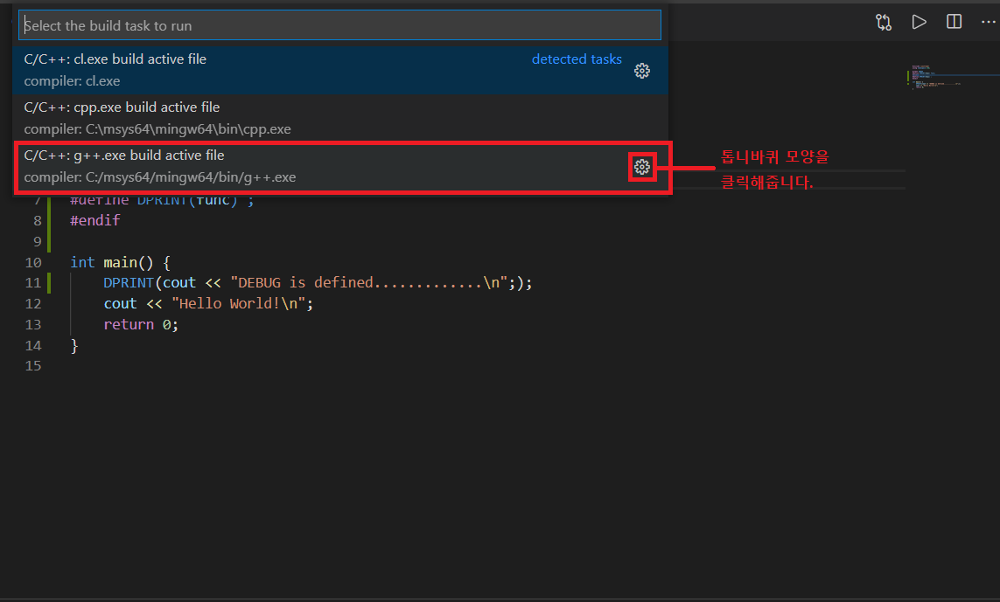 Select the build task to run
C/C++: cl.exe build active file
detected tasks
compiler: cl.exe
C/C++: cpp.exe build active file
compiler: C:\msys64\mingw64\bin\cpp.exe
C/C++: g++.exe build active file
compiler: C:/msys64/mingw64/bin/g++.exe
톱니바퀴 모양을
클릭해줍니다.
7 #define DPRINT(func) ;
8 #endif
9
10 int main() {
11 DPRINT(cout << "DEBUG is defined.............\n";);
12 cout << "Hello World!\n";
13 return 0;
14 }
15